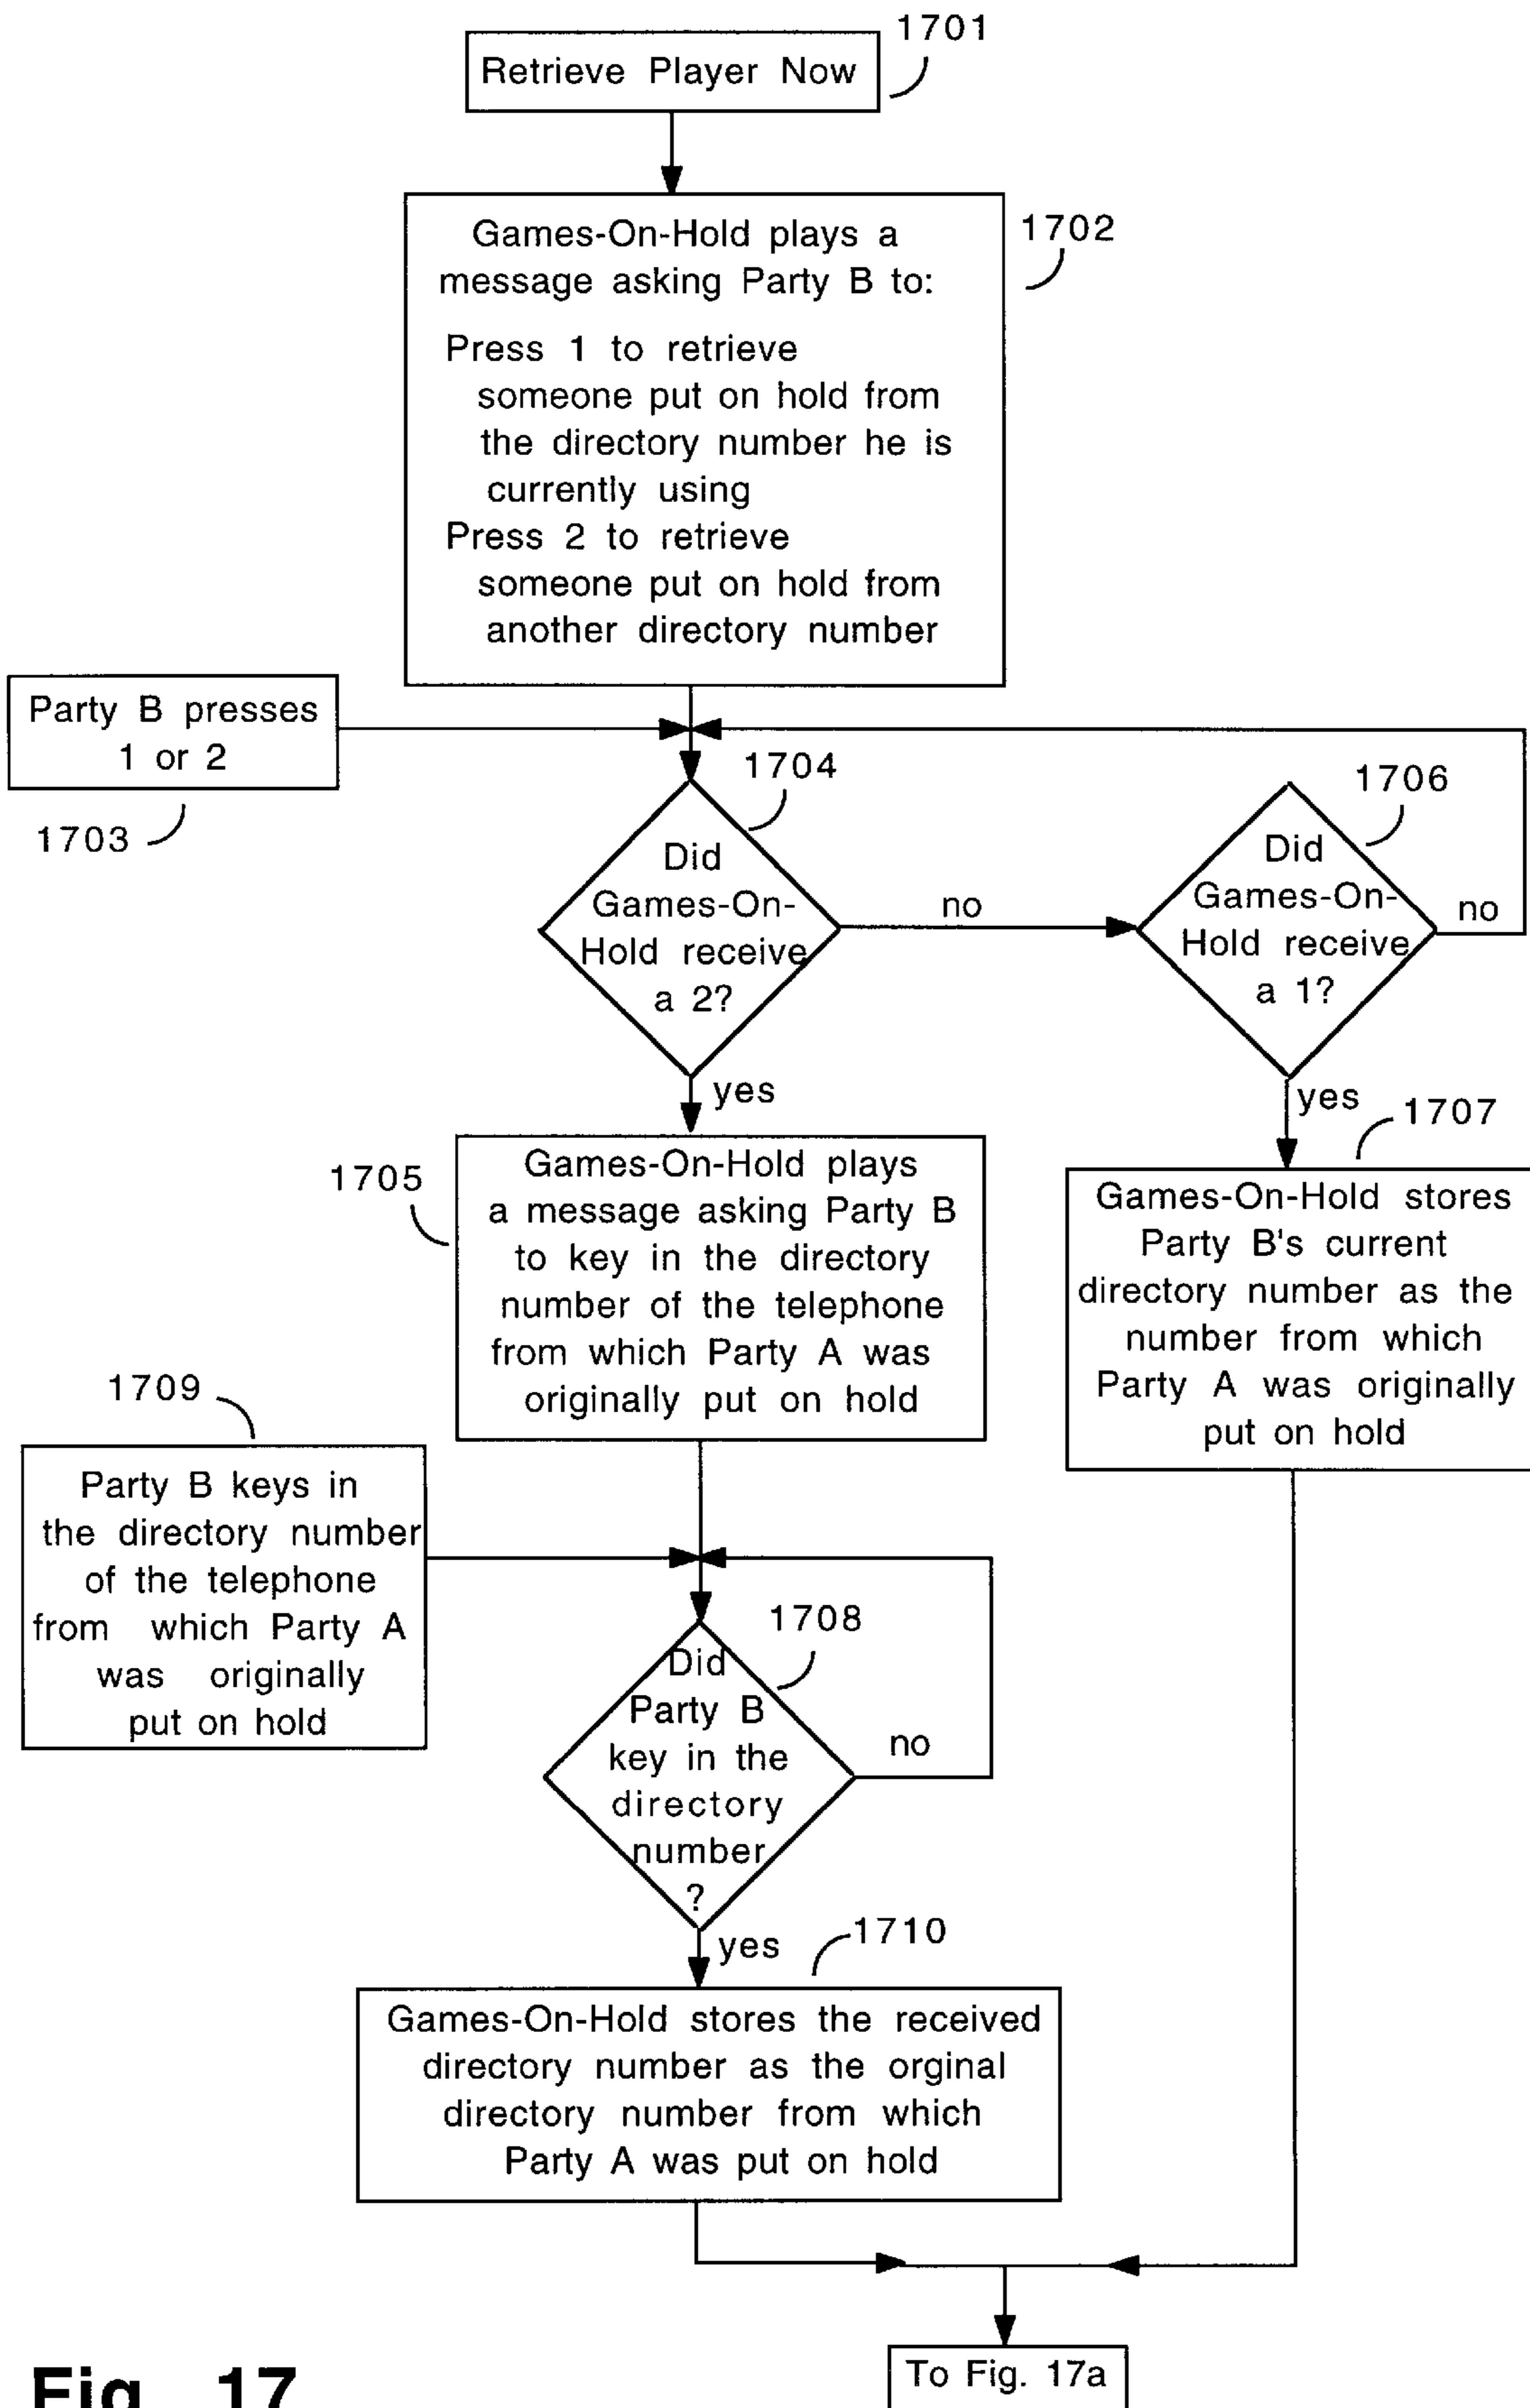 1701
Retrieve Player Now
1702
Games-On-Hold plays a
message asking Party B to:
Press 1 to retrieve
someone put on hold from
the directory number he is
currently using
Press 2 to retrieve
someone put on hold from
another directory number
Party B presses
1 or 2
1703
1704
Did
Games-On-
Hold receive
a 2?
no
1706
Did
Games-On-
Hold receive
a 1?
no
yes
yes
1705
Games-On-Hold plays
a message asking Party B
to key in the directory
number of the telephone
from which Party A was
originally put on hold
1707
Games-On-Hold stores
Party B's current
directory number as the
number from which
Party A was originally
put on hold
1709
Party B keys in
the directory number
of the telephone
from which Party A
was originally
put on hold
1708
Did
Party B
key in the
directory
number
?
no
yes
1710
Games-On-Hold stores the received
directory number as the orginal
directory number from which
Party A was put on hold
To Fig. 17a
Fig. 17